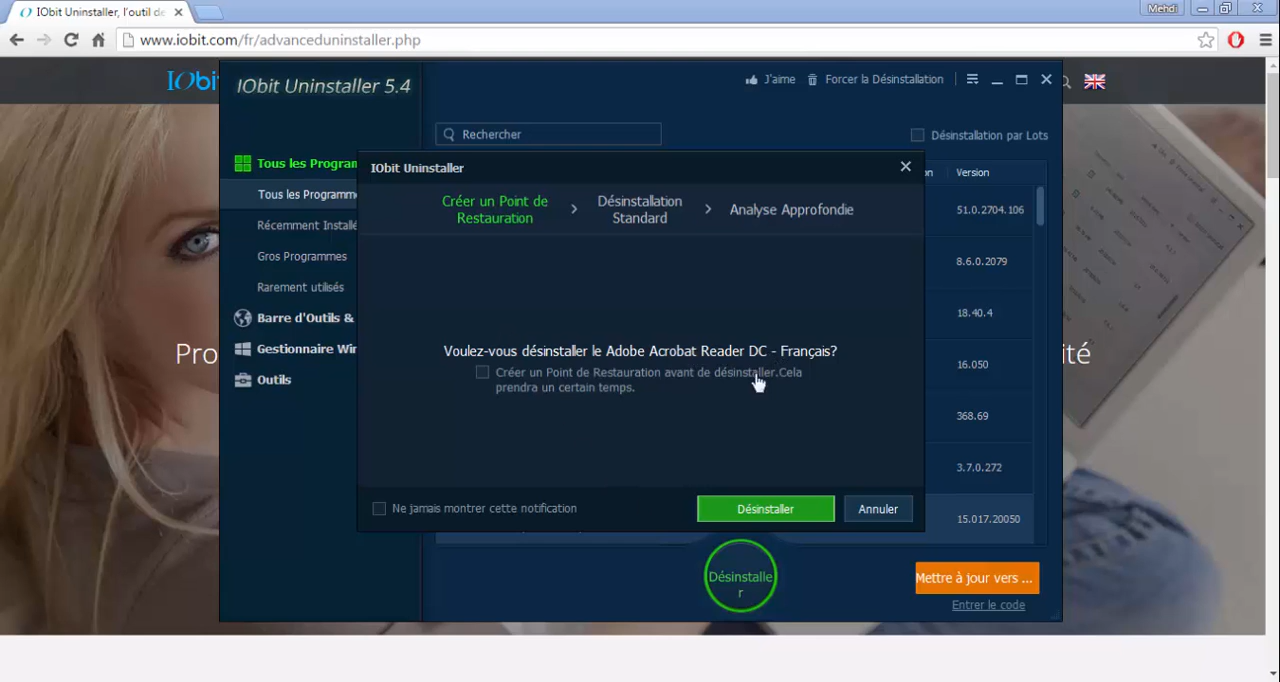 IObit Uninstaller, l'outil de
Mehdi
www.iobit.com/fr/advanceduninstaller.php
IObit
IObit Uninstaller 5.4
J'aime
Forcer la Désinstallation
Rechercher
Désinstallation par Lots
Tous les Program
Tous les Programme
Récemment Installé
Gros Programmes
Rarement utilisés
Barre d'Outils &
Gestionnaire Win
Outils
Version
51.0.2704.106
8.6.0.2079
18.40.4
16.050
368.69
3.7.0.272
15.017.20050
IObit Uninstaller
Créer un Point de
Restauration
>
Désinstallation
Standard
>
Analyse Approfondie
Voulez-vous désinstaller le Adobe Acrobat Reader DC - Français?
Créer un Point de Restauration avant de désinstaller.Cela
prendra un certain temps.
Ne jamais montrer cette notification
Désinstaller
Annuler
Désinstalle
r
Mettre à jour vers ...
Entrer le code
Pro
ité